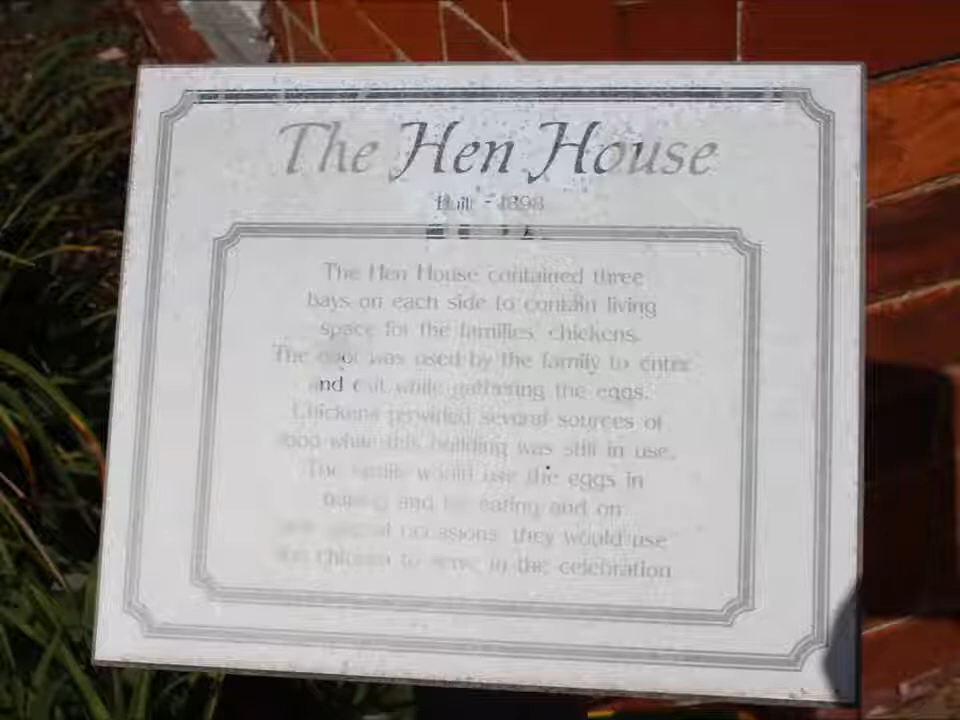 The Hen House
Built - 1898
The Hen House contained three
bays on each side to contain living
space for the families' chickens.
The door was used by the family to enter
and exit while gathering the eggs.
Chickens provided several sources of
food while this building was still in use.
The family would use the eggs in
baking and for eating and on
special occasions, they would use
the chicken to serve in the celebration